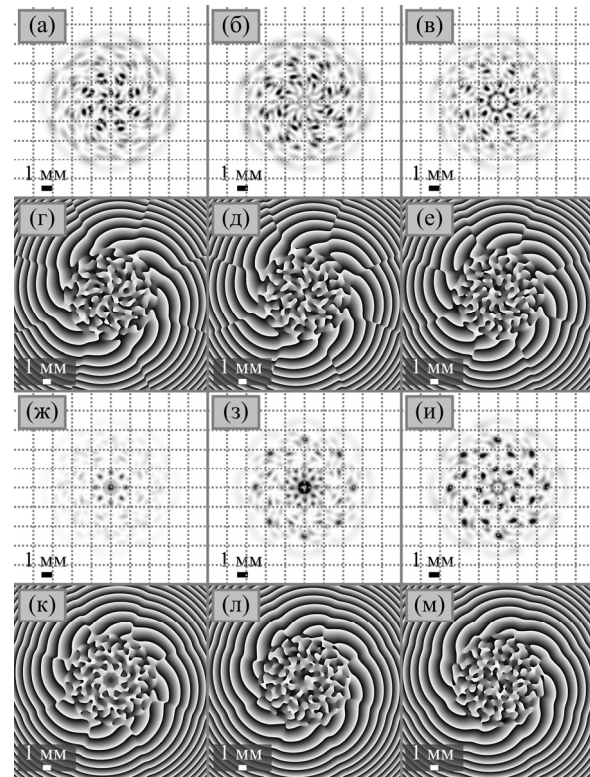 (а) (б) (в)
1 мм 1 мм 1 мм
(г) (д) (е)
1 мм 1 мм 1 мм
(ж) (з) (и)
1 мм 1 мм 1 мм
(к) (л) (м)
1 мм 1 мм 1 мм